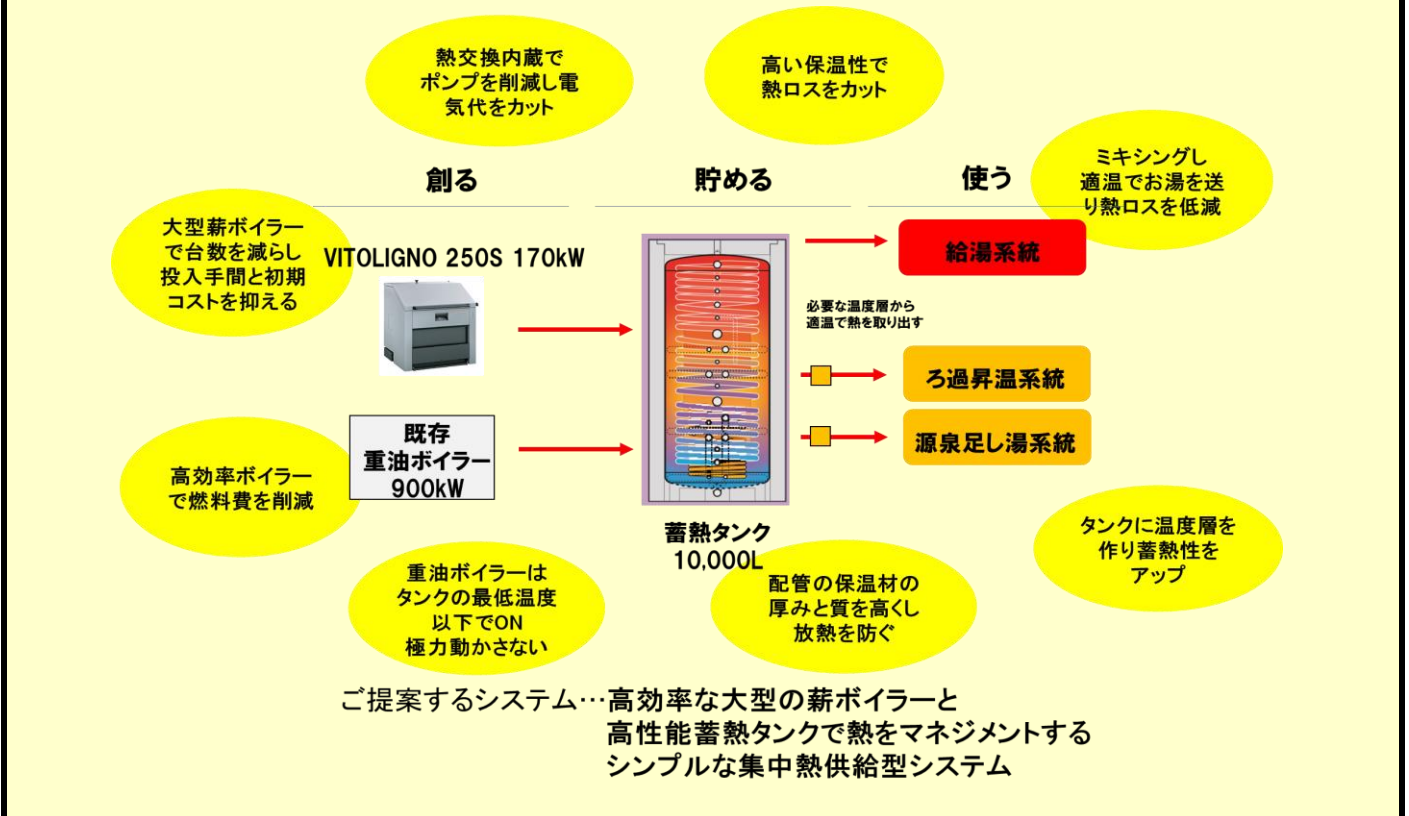 熱交換内蔵で
ポンプを削減し電
気代をカット
高い保温性で
熱ロスをカット
ミキシングし
適温でお湯を送
り熱ロスを低減
創る
貯める
使う
大型薪ボイラー
で台数を減らし
投入手間と初期
コストを抑える
VITOLIGNO 250S 170kW
給湯系統
必要な温度層から
適温で熱を取り出す
ろ過昇温系統
既存
重油ボイラー
900kW
源泉足し湯系統
高効率ボイラー
で燃料費を削減
蓄熱タンク
10,000L
タンクに温度層を
作り蓄熱性を
アップ
重油ボイラーは
タンクの最低温度
以下でON
極力動かさない
配管の保温材の
厚みと質を高くし
放熱を防ぐ
ご提案するシステム…高効率な大型の薪ボイラーと
高性能蓄熱タンクで熱をマネジメントする
シンプルな集中熱供給型システム